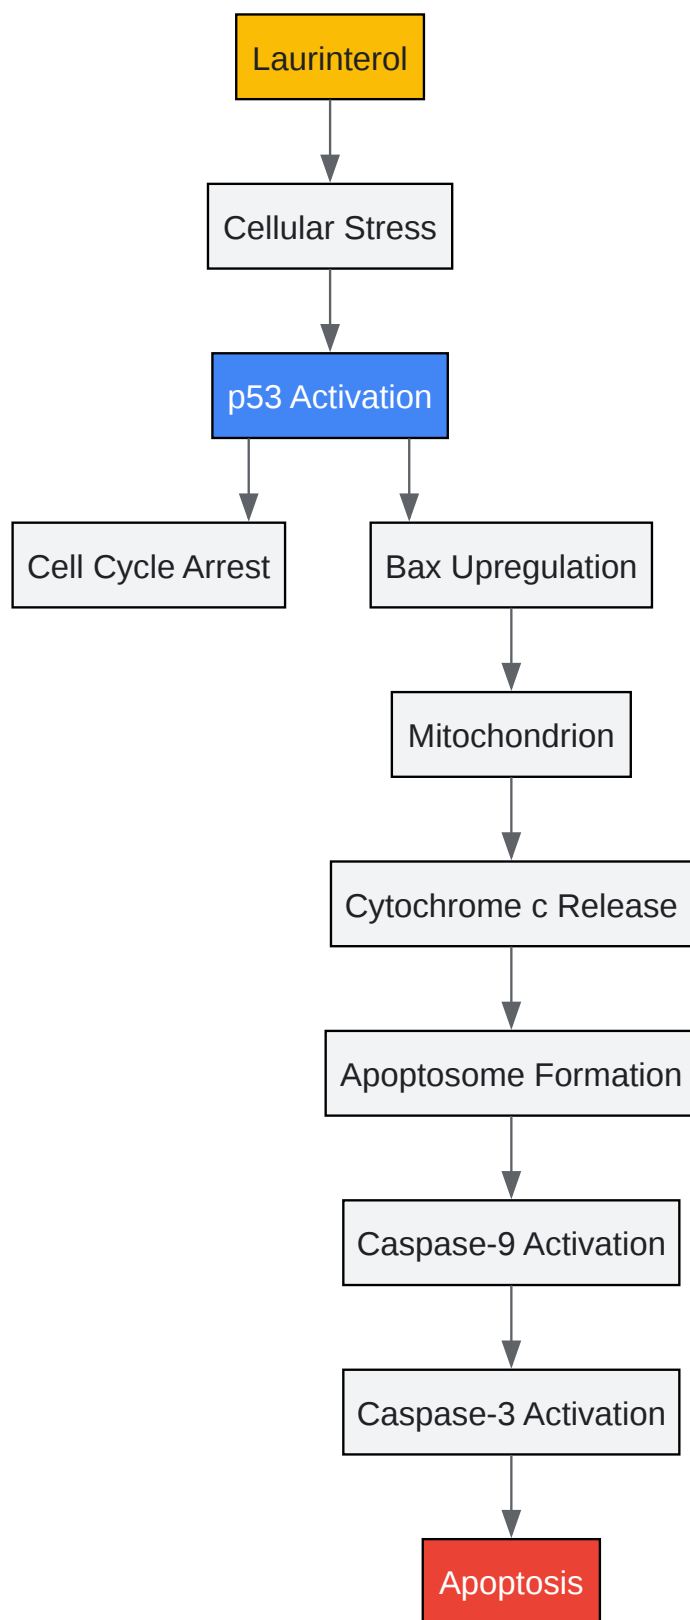 Laurinterol
Cellular Stress
p53 Activation
Cell Cycle Arrest
Bax Upregulation
Mitochondrion
Cytochrome c Release
Apoptosome Formation
Caspase-9 Activation
Caspase-3 Activation
Apoptosis